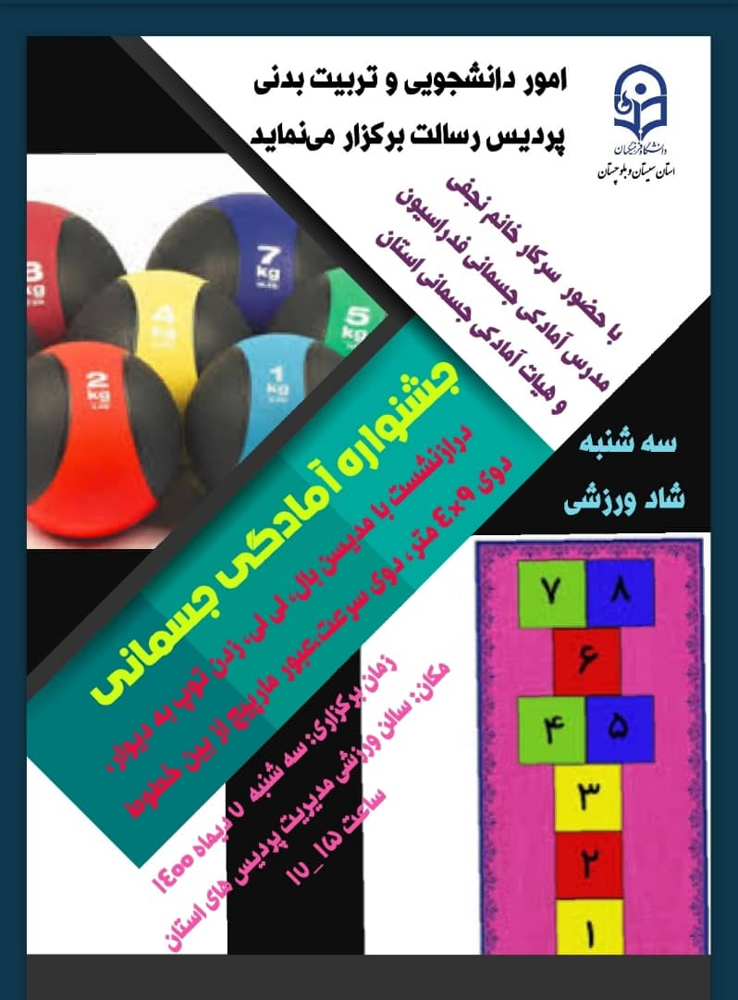 امور دانشجویی و تربیت بدنی
پردیس رسالت برگزار می‌نماید
دانشگاه فرهنگیان
استان سیستان و بلوچستان
با حضور سرکار خانم نجفی
مدرس آمادگی جسمانی فدراسیون
و هیات آمادگی جسمانی استان
3
kg
7
kg
4
kg
5
kg
2
kg
1
kg
جشنواره آمادگی جسمانی
درازنشست با مدیسن بال، لی لی، زدن توپ به دیوار،
دوی ۹×۴ متر، دوی سرعت،عبور مارپیچ از بین خطوط
سه شنبه
شاد ورزشی
زمان برگزاری: سه شنبه ۷ دیماه ۱۴۰۰
مکان: سالن ورزشی مدیریت پردیس های استان
ساعت ۱۵_۱۷
۷ ۸
۶
۴ ۵
۳
۲
۱